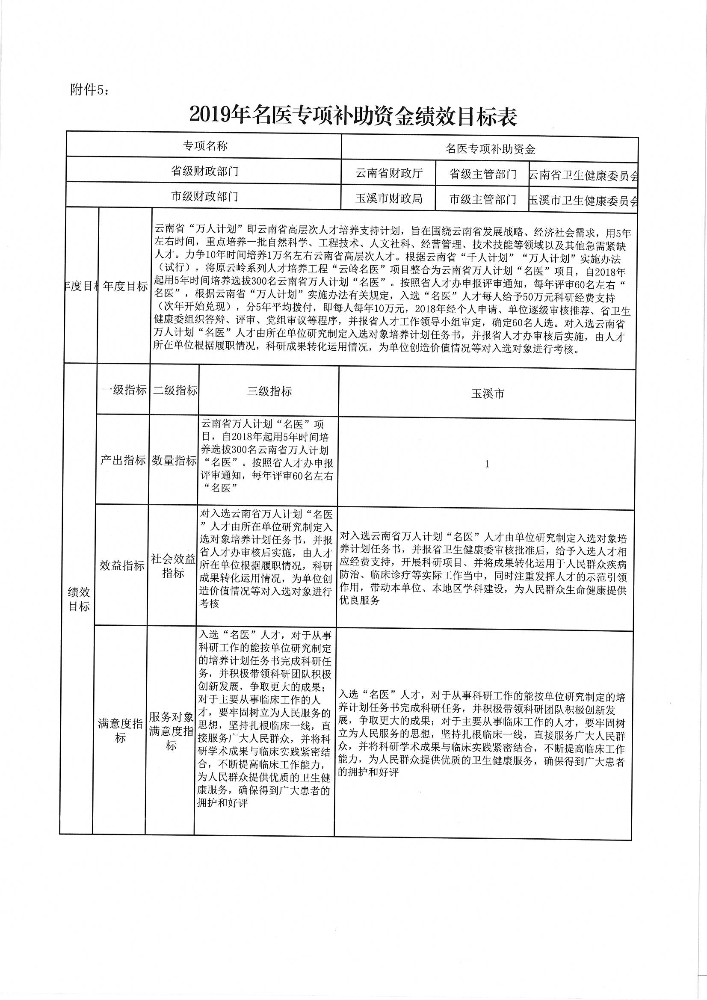 附件5：
2019年名医专项补助资金绩效目标表
专项名称 名医专项补助资金
省级财政部门 云南省财政厅 省级主管部门 云南省卫生健康委员会
市级财政部门 玉溪市财政局 市级主管部门 玉溪市卫生健康委员会
年度目标 年度目标
云南省“万人计划”即云南省高层次人才培养支持计划，旨在围绕云南省发展战略、经济社会需求，用5年
左右时间，重点培养一批自然科学、工程技术、人文社科、经营管理、技术技能等领域以及其他急需紧缺
人才。力争10年时间培养1万名左右云南省高层次人才。根据云南省“千人计划”“万人计划”实施办法
（试行），将原云岭系列人才培养工程“云岭名医”项目整合为云南省万人计划“名医”项目，自2018年
起用5年时间培养选拔300名云南省万人计划“名医”。按照省人才办申报评审通知，每年评审60名左右“
名医”，根据云南省“万人计划”实施办法有关规定，入选“名医”人才每人给予50万元科研经费支持
（次年开始兑现），分5年平均拨付，即每人每年10万元，2018年经个人申请、单位逐级审核推荐、省卫生
健康委组织答辩、评审、党组审议等程序，并报省人才工作领导小组审定，确定60名人选。对入选云南省
万人计划“名医”人才由所在单位研究制定入选对象培养计划任务书，并报省人才办审核后实施，由人才
所在单位根据履职情况，科研成果转化运用情况，为单位创造价值情况等对入选对象进行考核。
绩效
目标
一级指标 二级指标 三级指标 玉溪市
产出指标 数量指标
云南省万人计划“名医”项
目，自2018年起用5年时间培
养选拔300名云南省万人计划
“名医”。按照省人才办申报
评审通知，每年评审60名左右
“名医”
1
效益指标
社会效益
指标
对入选云南省万人计划“名医
”人才由所在单位研究制定入
选对象培养计划任务书，并报
省人才办审核后实施，由人才
所在单位根据履职情况，科研
成果转化运用情况，为单位创
造价值情况等对入选对象进行
考核
对入选云南省万人计划“名医”人才由单位研究制定入选对象培
养计划任务书，并报省卫生健康委审核批准后，给予入选人才相
应经费支持，开展科研项目、并将成果转化运用于人民群众疾病
防治、临床诊疗等实际工作当中，同时注重发挥人才的示范引领
作用，带动本单位、本地区学科建设，为人民群众生命健康提供
优良服务
满意度指
标
服务对象
满意度指
标
入选“名医”人才，对于从事
科研工作的能按单位研究制定
的培养计划任务书完成科研任
务，并积极带领科研团队积极
创新发展，争取更大的成果；
对于主要从事临床工作的人
才，要牢固树立为人民服务的
思想，坚持扎根临床一线，直
接服务广大人民群众，并将科
研学术成果与临床实践紧密结
合，不断提高临床工作能力，
为人民群众提供优质的卫生健
康服务，确保得到广大患者的
拥护和好评
入选“名医”人才，对于从事科研工作的能按单位研究制定的培
养计划任务书完成科研任务，并积极带领科研团队积极创新发
展，争取更大的成果；对于主要从事临床工作的人才，要牢固树
立为人民服务的思想，坚持扎根临床一线，直接服务广大人民群
众，并将科研学术成果与临床实践紧密结合，不断提高临床工作
能力，为人民群众提供优质的卫生健康服务，确保得到广大患者
的拥护和好评